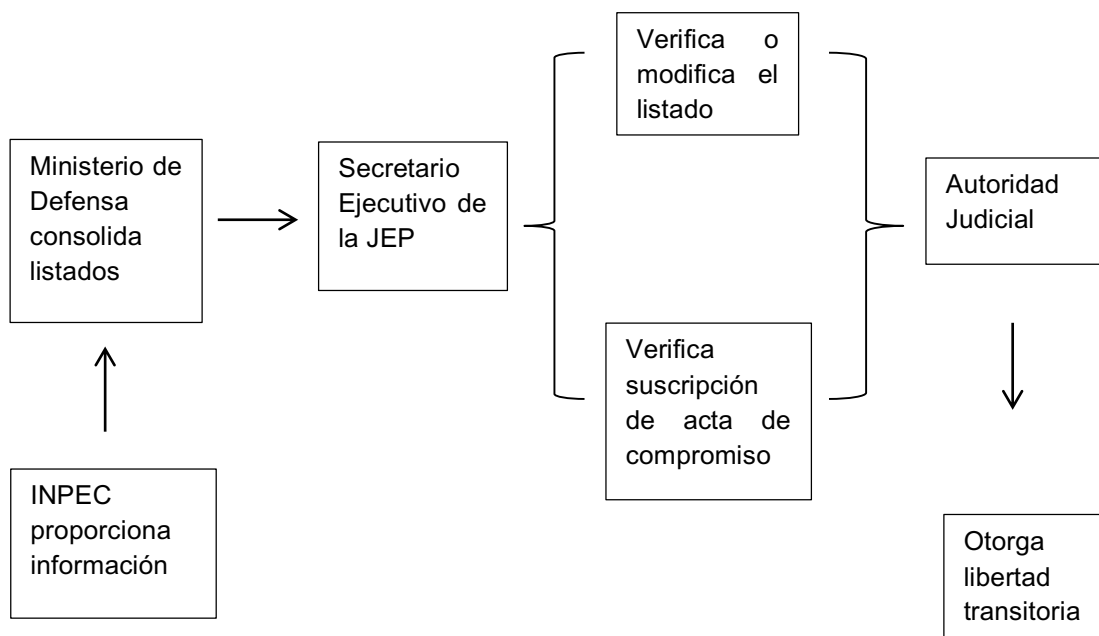 INPEC
proporciona
información
Ministerio de
Defensa
consolida
listados
Secretario
Ejecutivo de
la JEP
Verifica o
modifica el
listado
Verifica
suscripción
de acta de
compromiso
Autoridad
Judicial
Otorga
libertad
transitoria